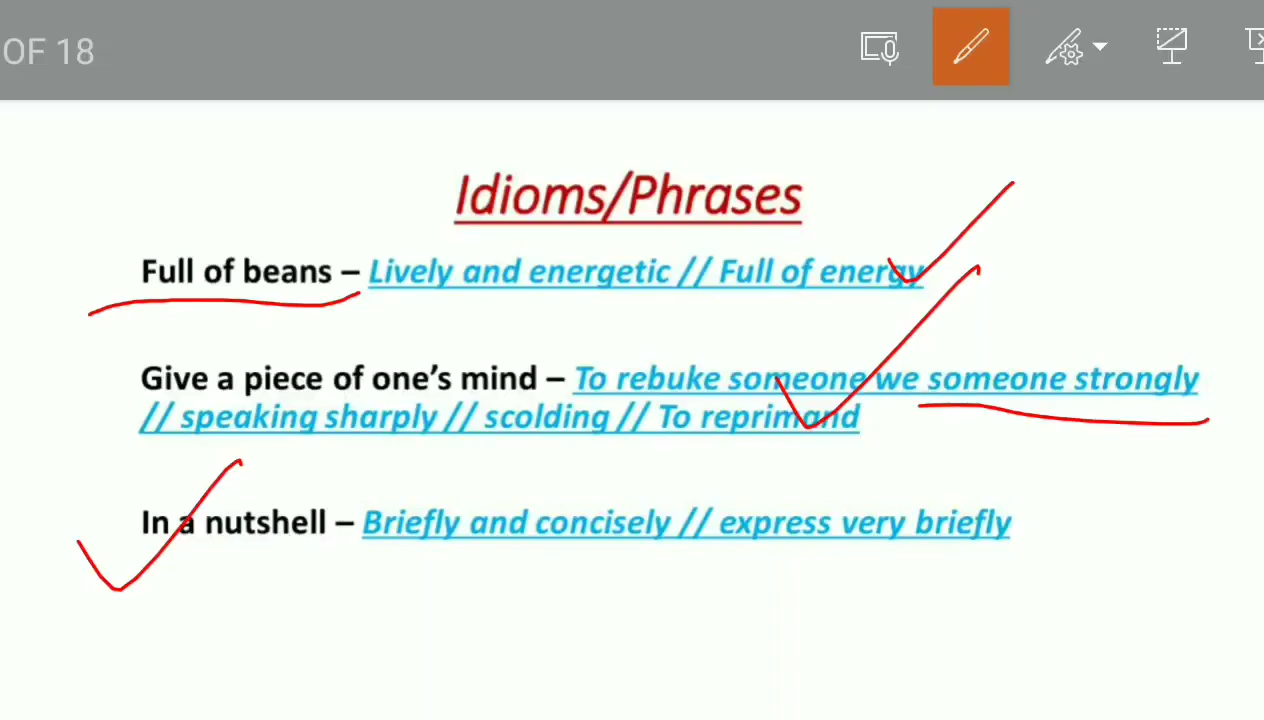 OF 18
Idioms/Phrases
Full of beans – Lively and energetic // Full of energy
Give a piece of one’s mind – To rebuke someone we someone strongly
// speaking sharply // scolding // To reprimand
In a nutshell – Briefly and concisely // express very briefly